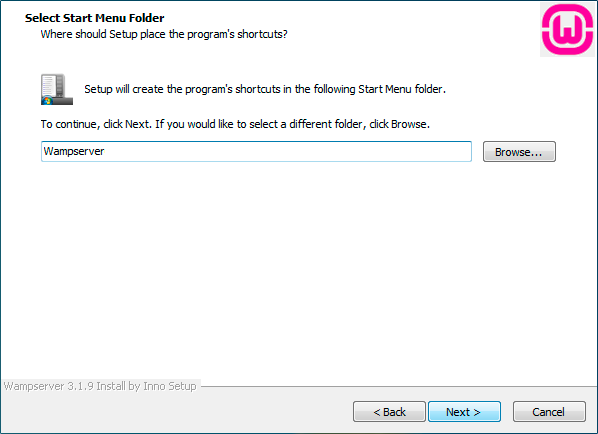 Select Start Menu Folder
Where should Setup place the program's shortcuts?
W
Setup will create the program's shortcuts in the following Start Menu folder.
To continue, click Next. If you would like to select a different folder, click Browse.
Wampserver
Browse...
Wampserver 3.1.9 Install by Inno Setup
< Back
Next >
Cancel